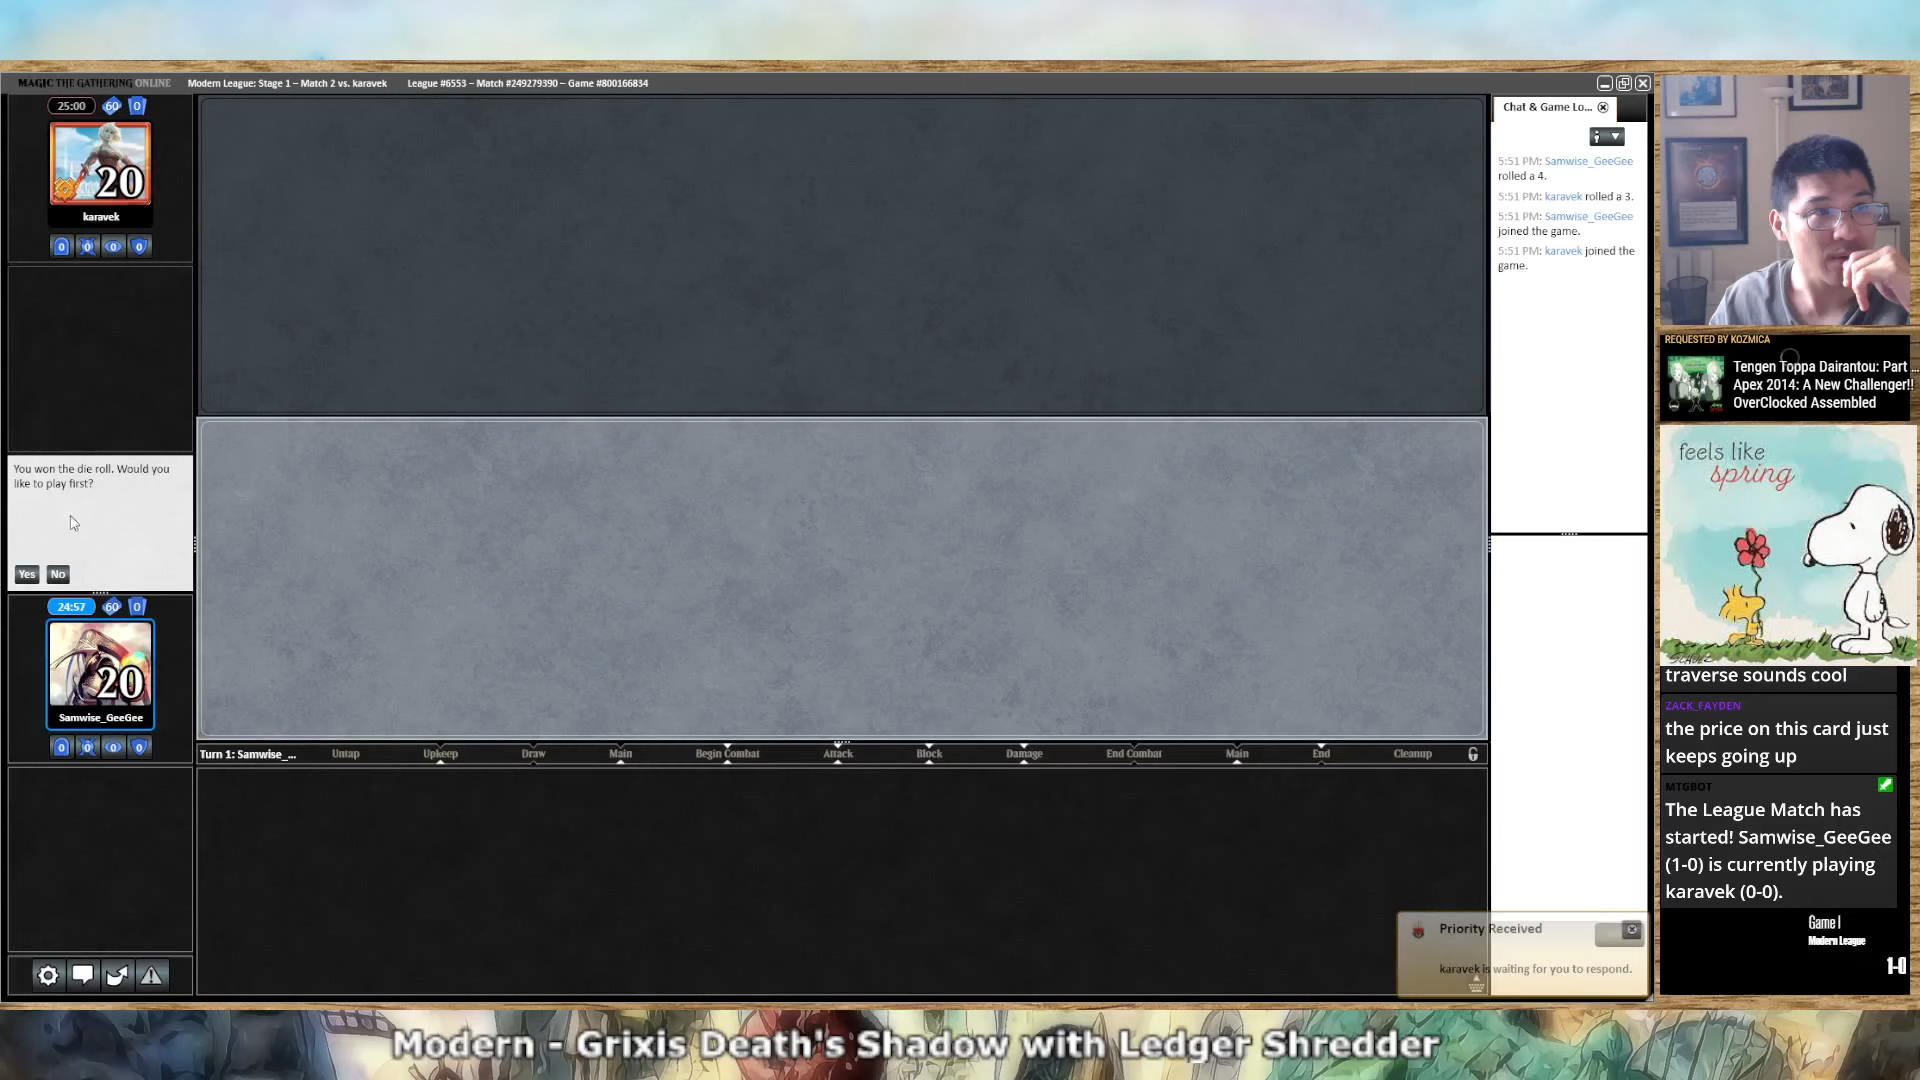 MAGIC THE GATHERING ONLINE
Modern League: Stage 1 – Match 2 vs. karavek
League #6553 – Match #249279390 – Game #800166834
25:00
60
0
20
karavek
0
0
0
0
You won the die roll. Would you
like to play first?
Yes
No
24:57
60
0
20
Samwise_GeeGee
0
0
0
0
Turn 1: Samwise_...
Untap
Upkeep
Draw
Main
Begin Combat
Attack
Block
Damage
End Combat
Main
End
Cleanup
Chat & Game Lo...
5:51 PM: Samwise_GeeGee
rolled a 4.
5:51 PM: karavek rolled a 3.
5:51 PM: Samwise_GeeGee
joined the game.
5:51 PM: karavek joined the
game.
Priority Received
karavek is waiting for you to respond.
REQUESTED BY KOZMICA
Tengen Toppa Dairantou: Part ...
Apex 2014: A New Challenger!!
OverClocked Assembled
feels like
spring
SCHULZ
traverse sounds cool
ZACK_FAYDEN
the price on this card just
keeps going up
MTGBOT
The League Match has
started! Samwise_GeeGee
(1-0) is currently playing
karavek (0-0).
Game 1
Modern League
1-0
Modern - Grixis Death's Shadow with Ledger Shredder